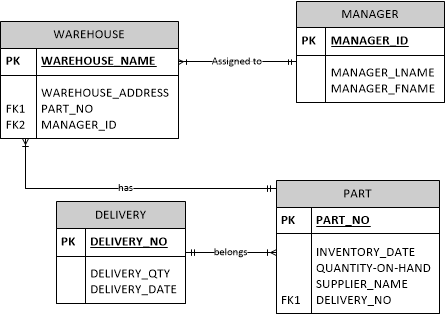 MANAGER
PK MANAGER_ID
MANAGER_LNAME
MANAGER_FNAME
WAREHOUSE
PK WAREHOUSE_NAME
WAREHOUSE_ADDRESS
FK1 PART_NO
FK2 MANAGER_ID
Assigned to
has
PART
PK PART_NO
INVENTORY_DATE
QUANTITY-ON-HAND
SUPPLIER_NAME
FK1 DELIVERY_NO
DELIVERY
PK DELIVERY_NO
DELIVERY_QTY
DELIVERY_DATE
belongs